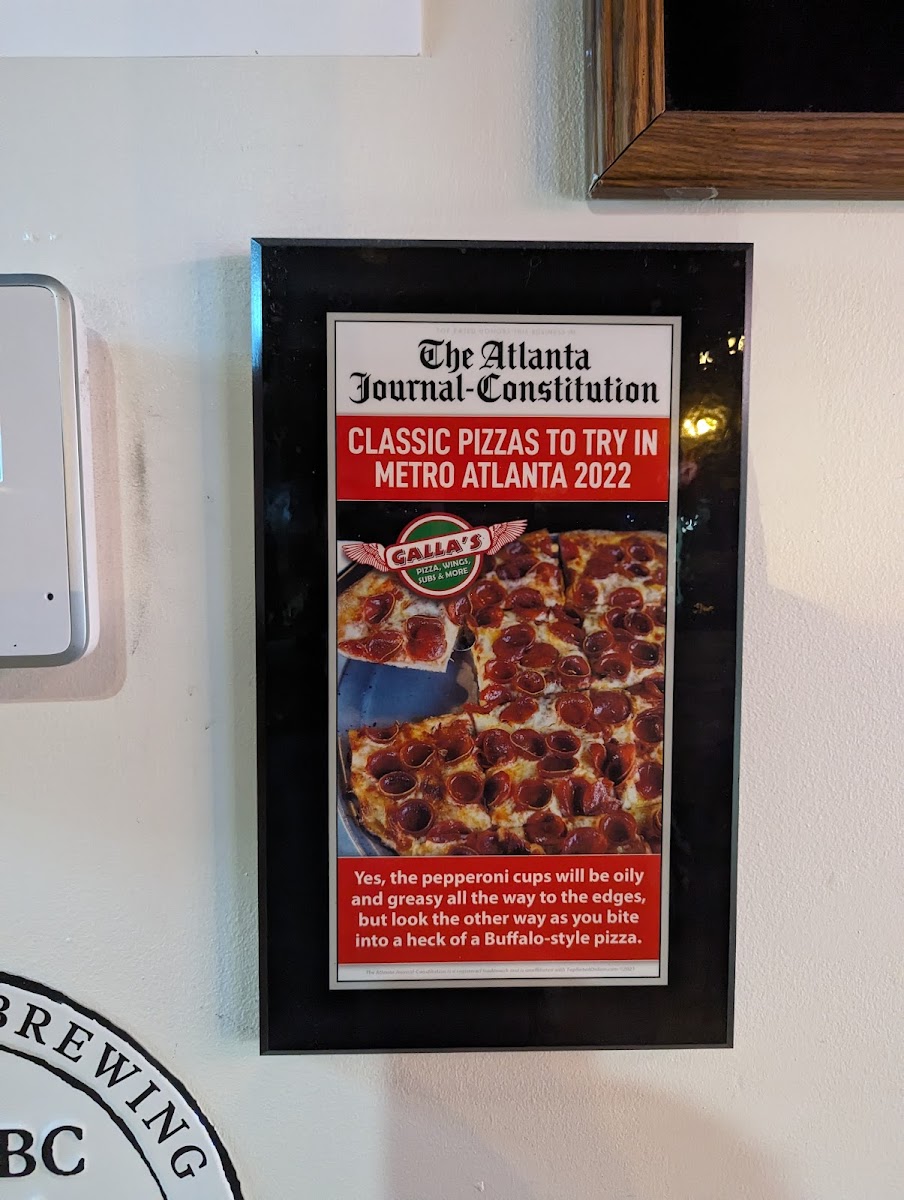 The Atlanta
Journal-Constitution
CLASSIC PIZZAS TO TRY IN
METRO ATLANTA 2022
GALLA'S
PIZZA, WINGS,
SUBS & MORE
Yes, the pepperoni cups will be oily
and greasy all the way to the edges,
but look the other way as you bite
into a heck of a Buffalo-style pizza.
BREWING
BC